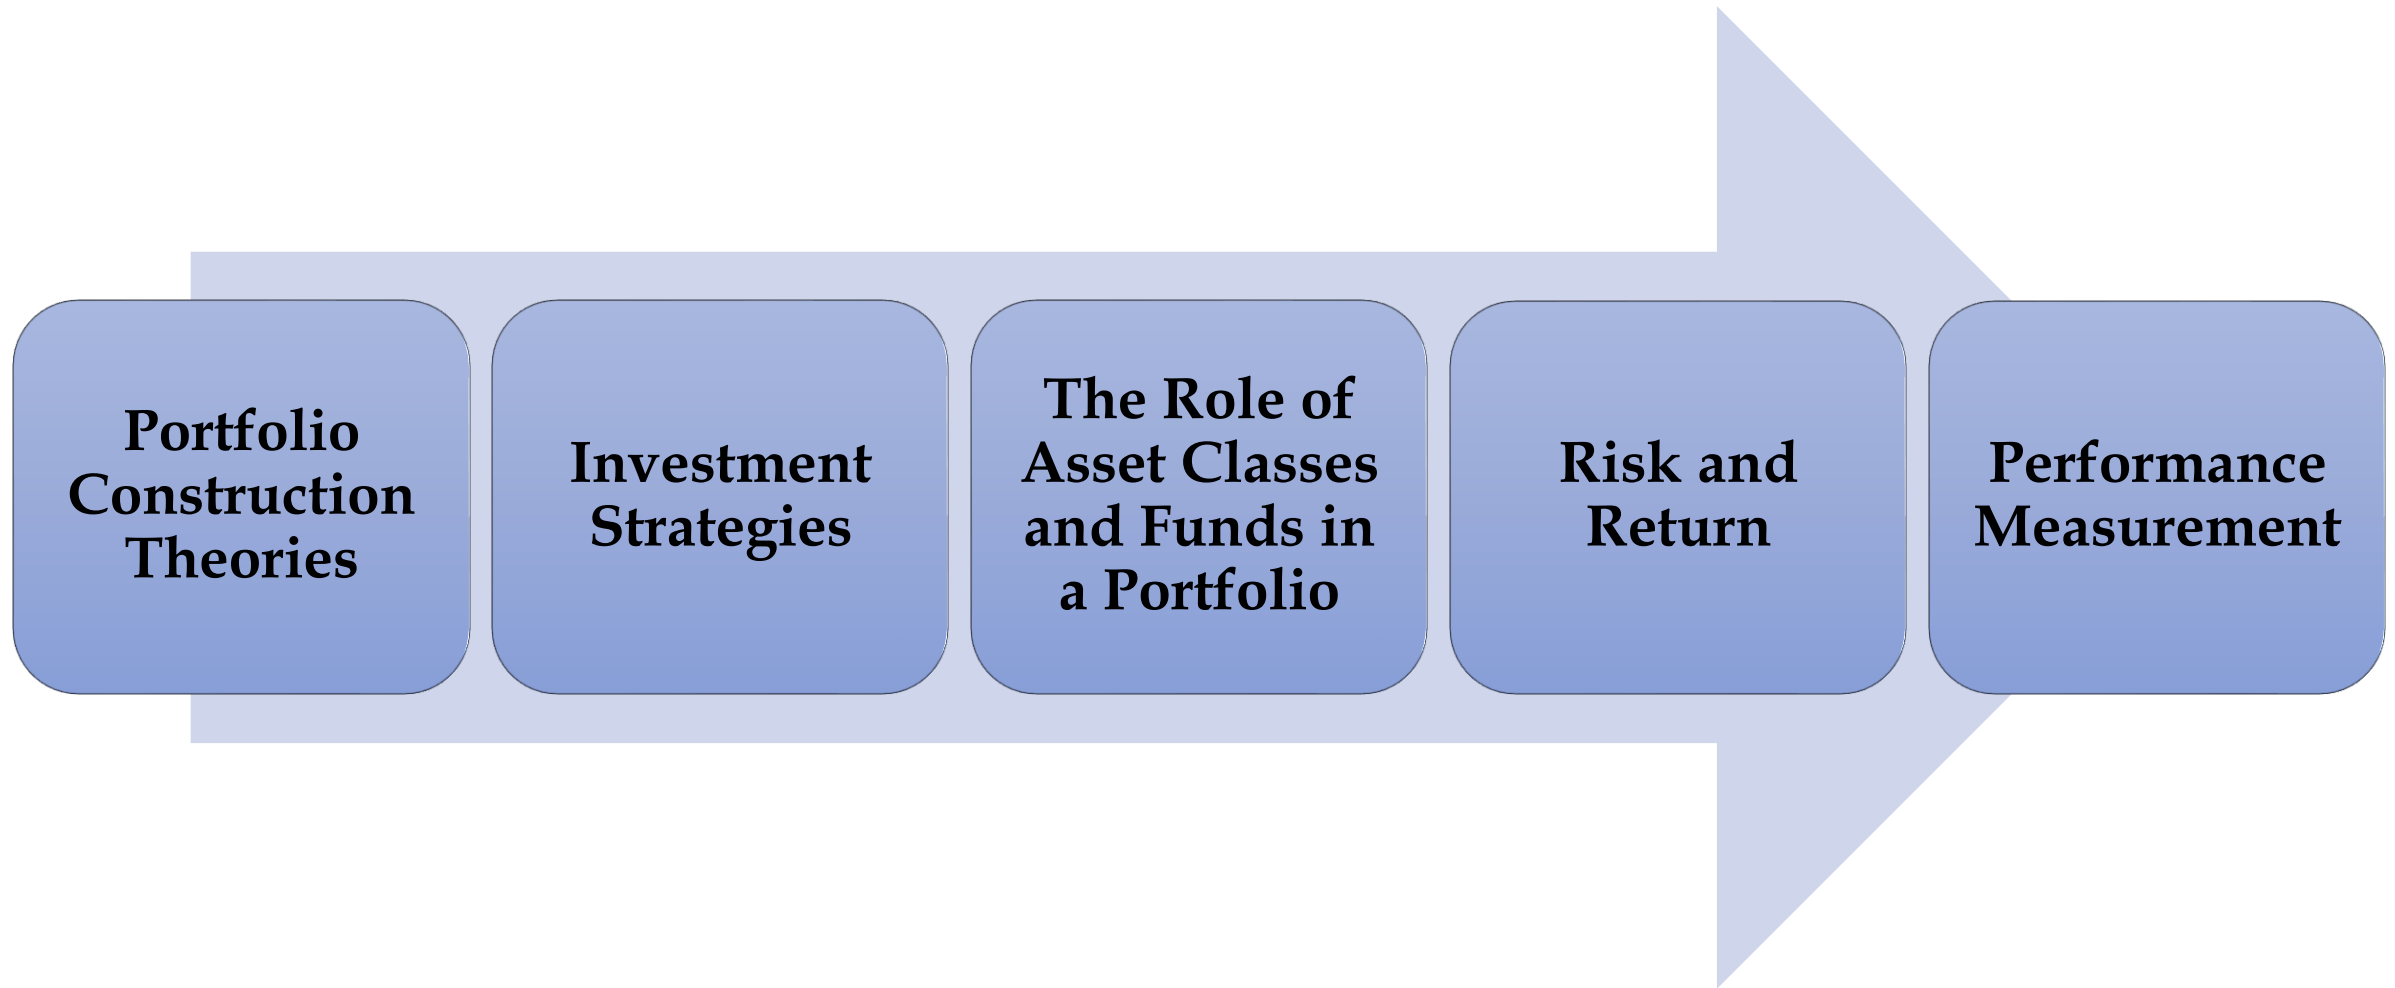 Portfolio
Construction
Theories
Investment
Strategies
The Role of
Asset Classes
and Funds in
a Portfolio
Risk and
Return
Performance
Measurement